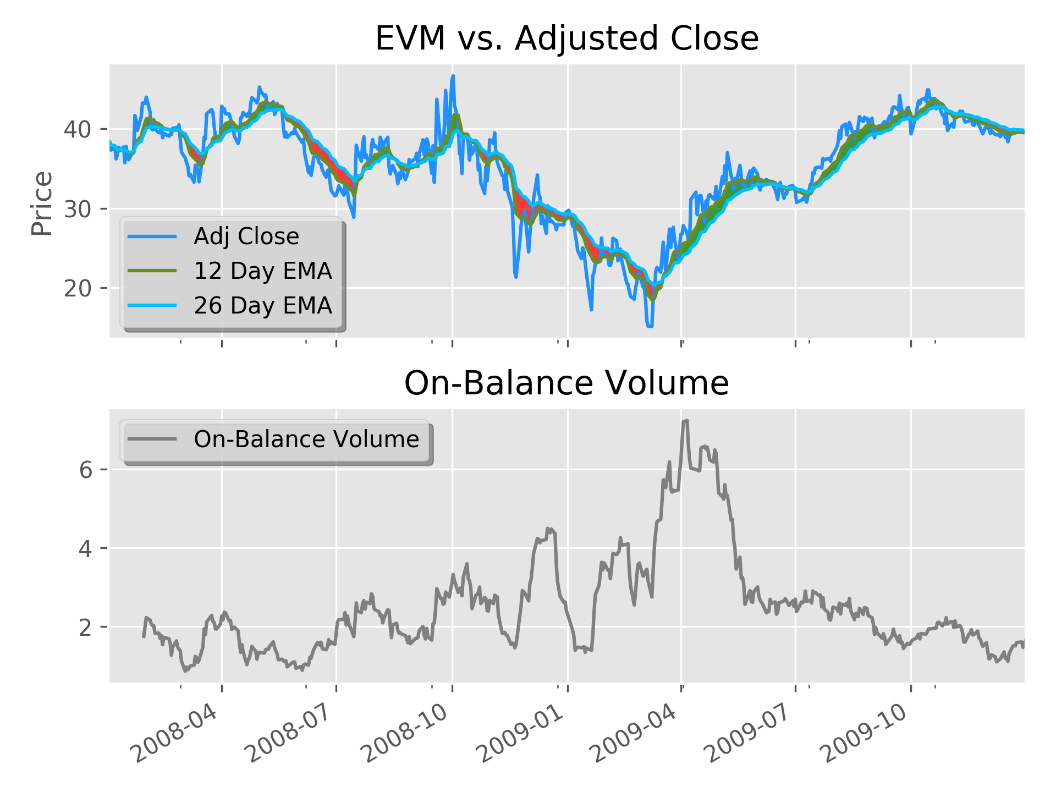 EVM vs. Adjusted Close
Price
40
30
20
Adj Close
12 Day EMA
26 Day EMA
On-Balance Volume
On-Balance Volume
6
4
2
2008-04
2008-07
2008-10
2009-01
2009-04
2009-07
2009-10